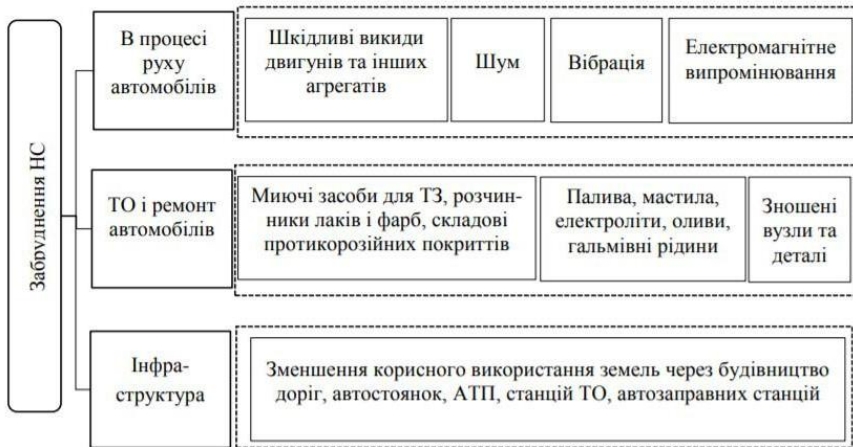 Забруднення НС
В процесі
руху
автомобілів
Шкідливі викиди
двигунів та інших
агрегатів
Шум
Вібрація
Електромагнітне
випромінювання
ТО і ремонт
автомобілів
Миючі засоби для ТЗ, розчин-
ники лаків і фарб, складові
протикорозійних покриттів
Палива, мастила,
електроліти, оливи,
гальмівні рідини
Зношені
вузли та
деталі
Інфра-
структура
Зменшення корисного використання земель через будівництво
доріг, автостоянок, АТП, станцій ТО, автозаправних станцій